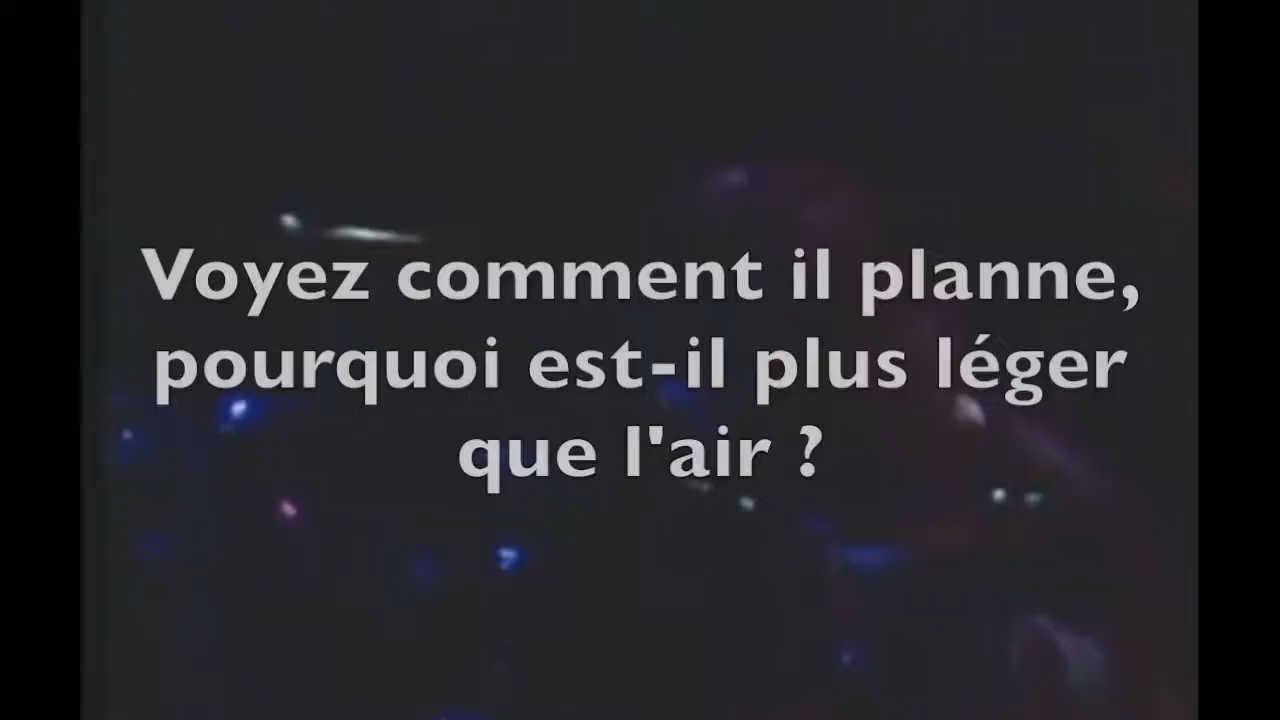 Voyez comment il planne,
pourquoi est-il plus léger
que l'air ?